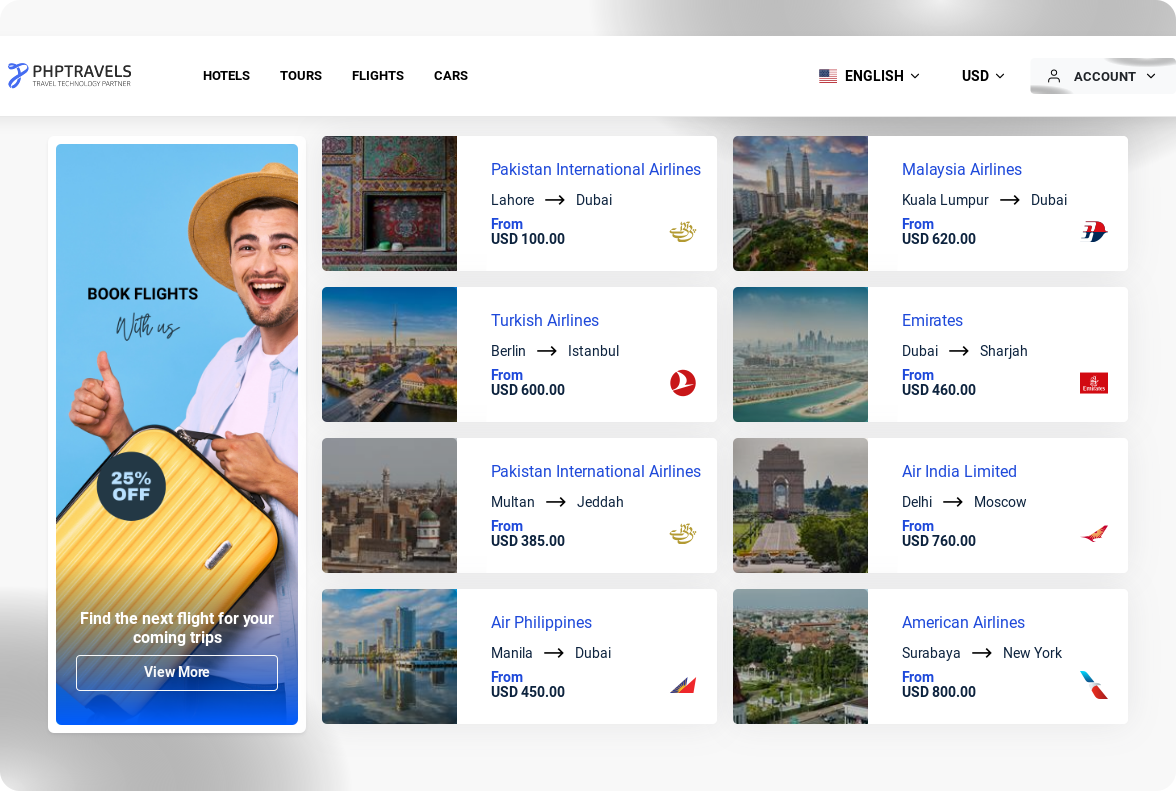 PHPTRAVELS
TRAVEL TECHNOLOGY PARTNER
HOTELS
TOURS
FLIGHTS
CARS
ENGLISH
USD
ACCOUNT
BOOK FLIGHTS
With us
25%
OFF
Find the next flight for your
coming trips
View More
Pakistan International Airlines
Lahore → Dubai
From
USD 100.00
Malaysia Airlines
Kuala Lumpur → Dubai
From
USD 620.00
Turkish Airlines
Berlin → Istanbul
From
USD 600.00
Emirates
Dubai → Sharjah
From
USD 460.00
Emirates
Pakistan International Airlines
Multan → Jeddah
From
USD 385.00
Air India Limited
Delhi → Moscow
From
USD 760.00
Air Philippines
Manila → Dubai
From
USD 450.00
American Airlines
Surabaya → New York
From
USD 800.00